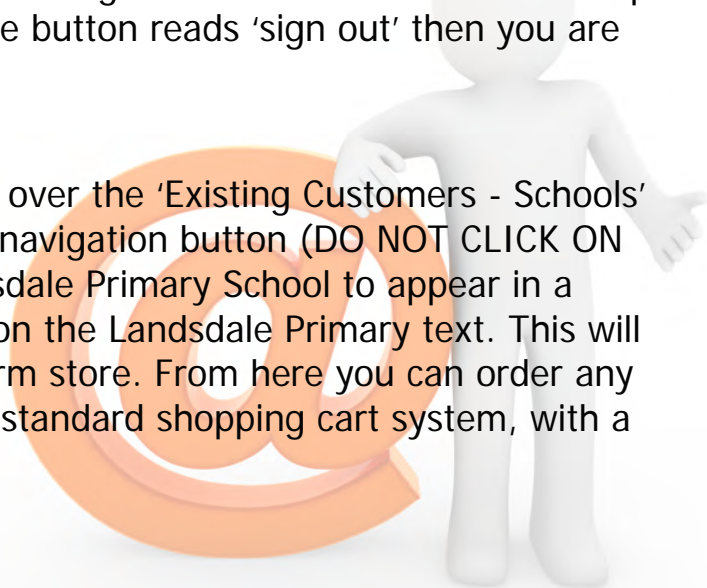 e button reads ‘sign out’ then you are
over the ‘Existing Customers - Schools’
navigation button (DO NOT CLICK ON
sdale Primary School to appear in a
on the Landsdale Primary text. This will
rm store. From here you can order any
standard shopping cart system, with a